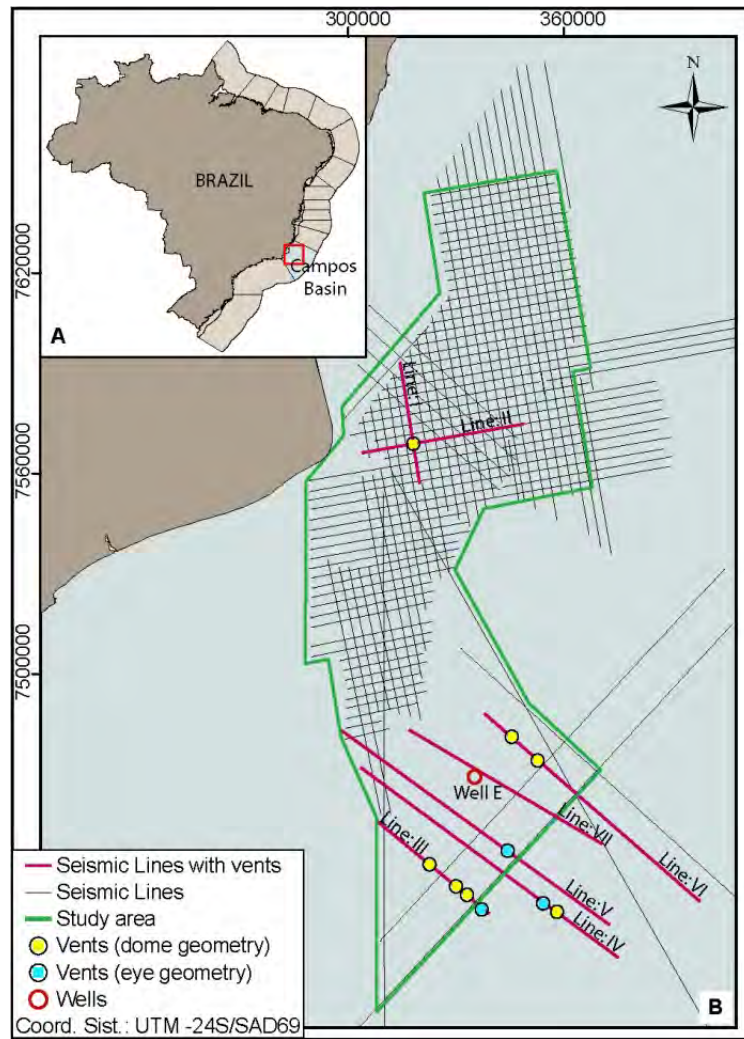 300000 360000
N
BRAZIL
Campos
Basin
A
7620000
7560000
7500000
Line:I
Line:II
Well E
Line:VII
Line:VI
Line:III
Line:V
Line:IV
Seismic Lines with vents
Seismic Lines
Study area
Vents (dome geometry)
Vents (eye geometry)
Wells
Coord. Sist.: UTM -24S/SAD69
B